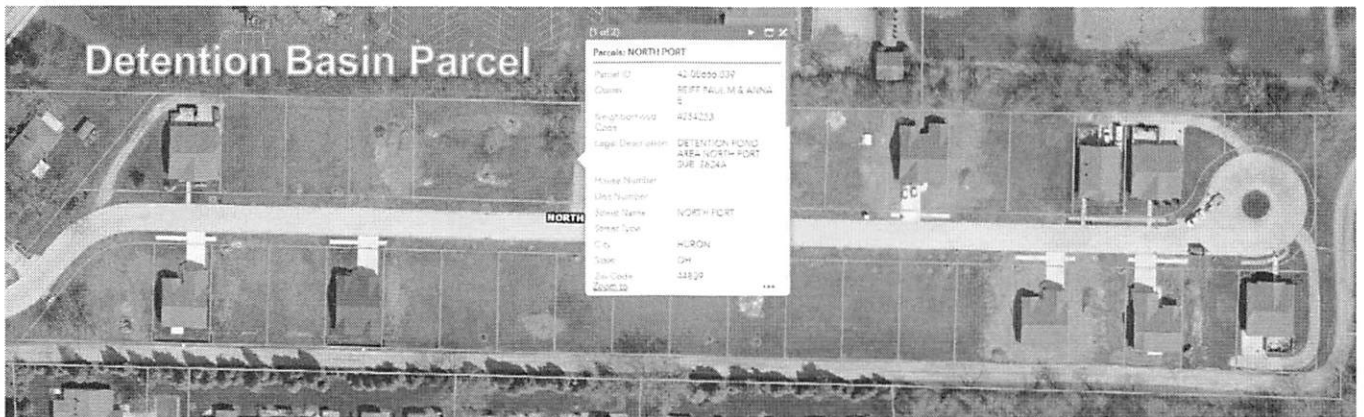 Detention Basin Parcel
(1 of 2)
Parcels: NORTH PORT
Parcel ID
Owner REIFF PAUL M & ANNA
E
Neighborhood
Code
Legal Description DETENTION POND
AREA NORTH PORT
House Number
Unit Number
NORTH
Street Name NORTH PORT
Street Type
City HURON
State OH
Zip Code 44839
Zoom to